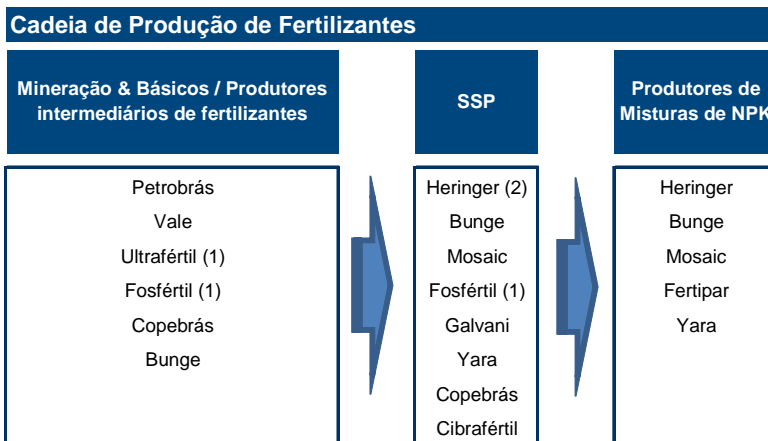 Cadeia de Produção de Fertilizantes
Mineração & Básicos / Produtores
intermediários de fertilizantes
Petrobrás
Vale
Ultrafértil (1)
Fosfértil (1)
Copebrás
Bunge
SSP
Heringer (2)
Bunge
Mosaic
Fosfértil (1)
Galvani
Yara
Copebrás
Cibrafértil
Produtores de
Misturas de NPK
Heringer
Bunge
Mosaic
Fertipar
Yara